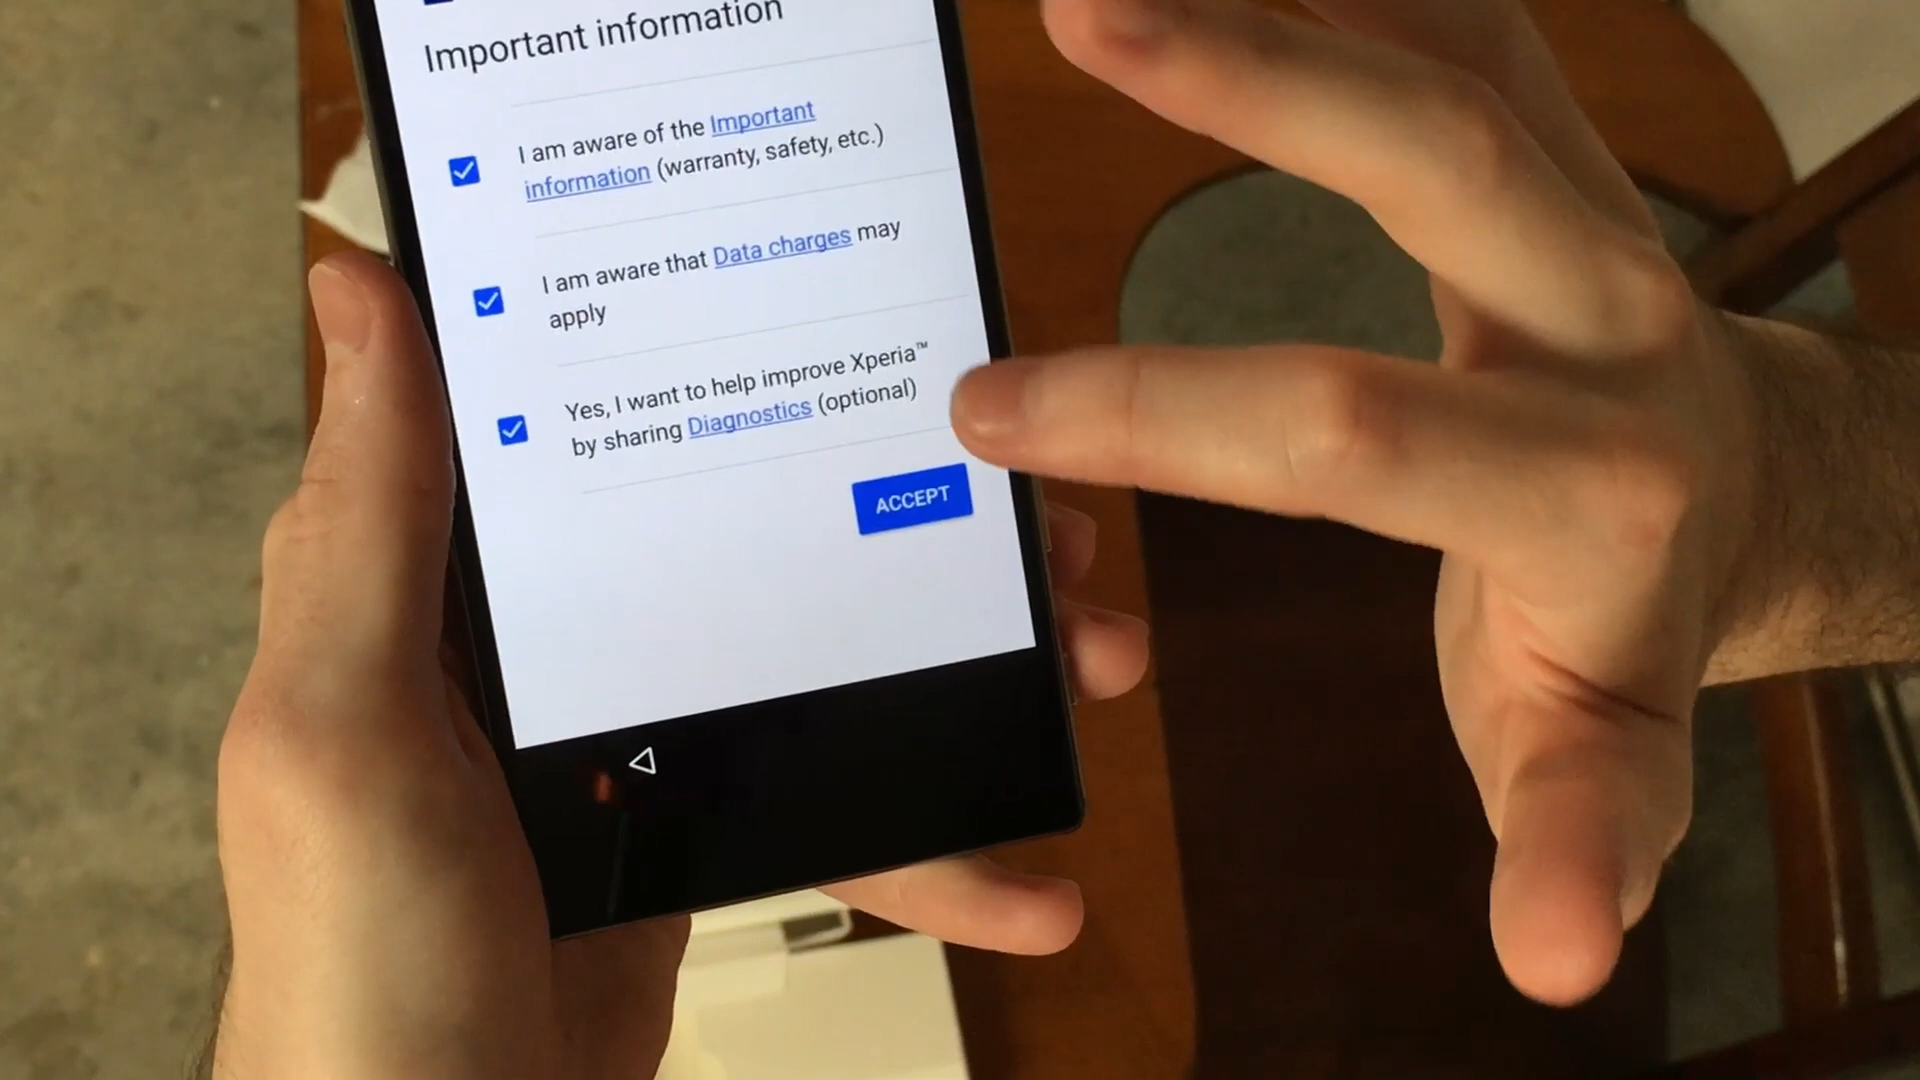 Important information
I am aware of the Important
information (warranty, safety, etc.)
I am aware that Data charges may
apply
Yes, I want to help improve Xperia™
by sharing Diagnostics (optional)
ACCEPT